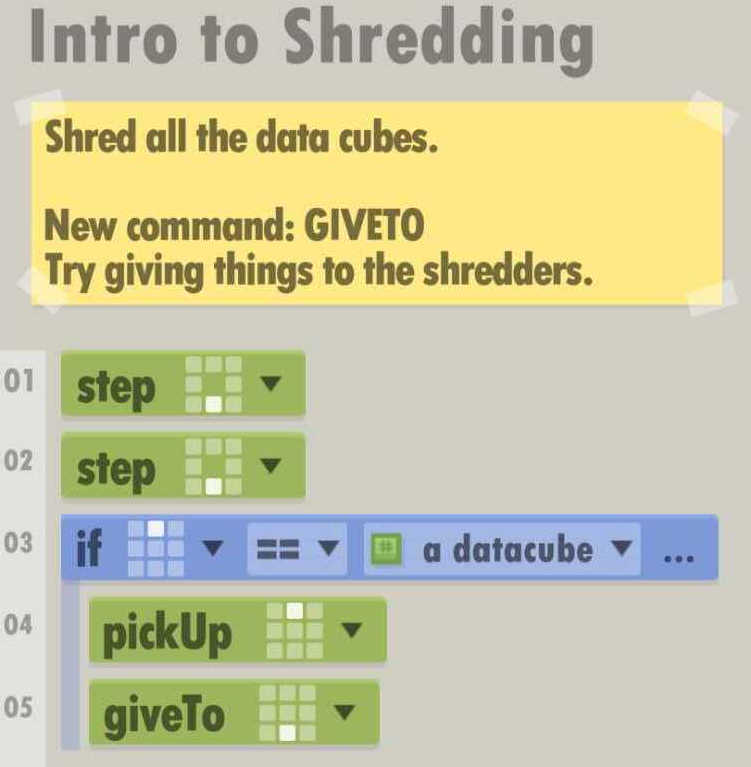 Intro to Shredding
Shred all the data cubes.
New command: GIVETO
Try giving things to the shredders.
01 step
02 step
03 if == a datacube ...
04 pickUp
05 giveTo